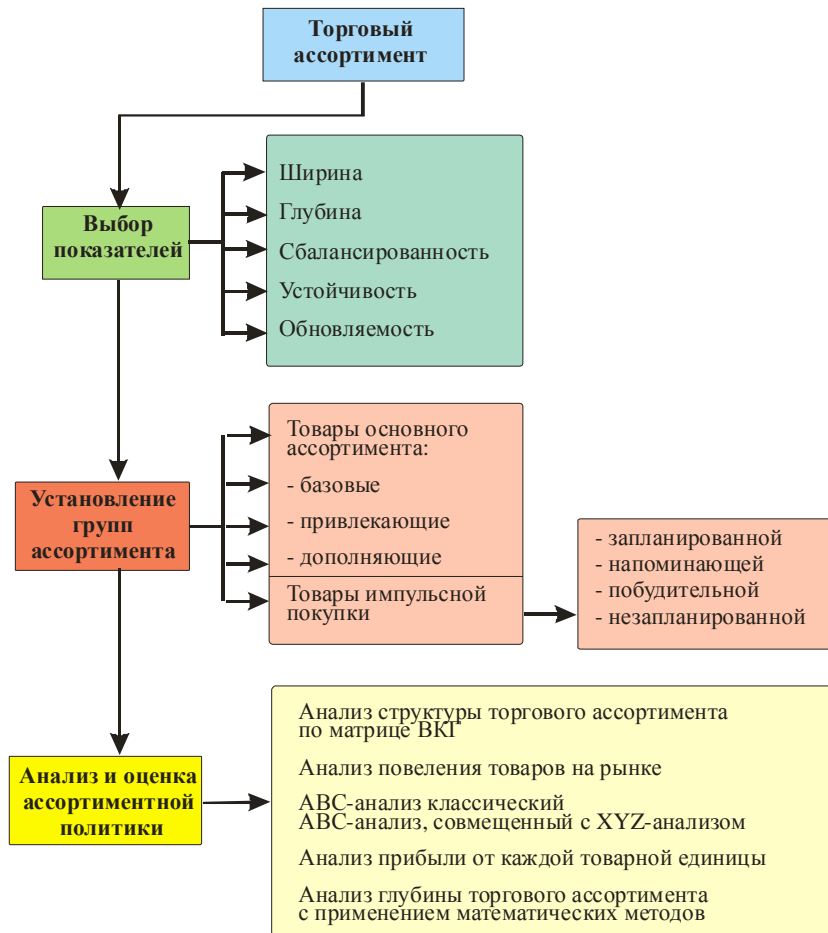 Торговый
ассортимент
Выбор
показателей
Ширина
Глубина
Сбалансированность
Устойчивость
Обновляемость
Установление
групп
ассортимента
Товары основного
ассортимента:
- базовые
- привлекающие
- дополняющие
Товары импульсной
покупки
- запланированной
- напоминающей
- побудительной
- незапланированной
Анализ и оценка
ассортиментной
политики
Анализ структуры торгового ассортимента
по матрице ВКГ
Анализ повеления товаров на рынке
АВС-анализ классический
АВС-анализ, совмещенный с XYZ-анализом
Анализ прибыли от каждой товарной единицы
Анализ глубины торгового ассортимента
с применением математических методов